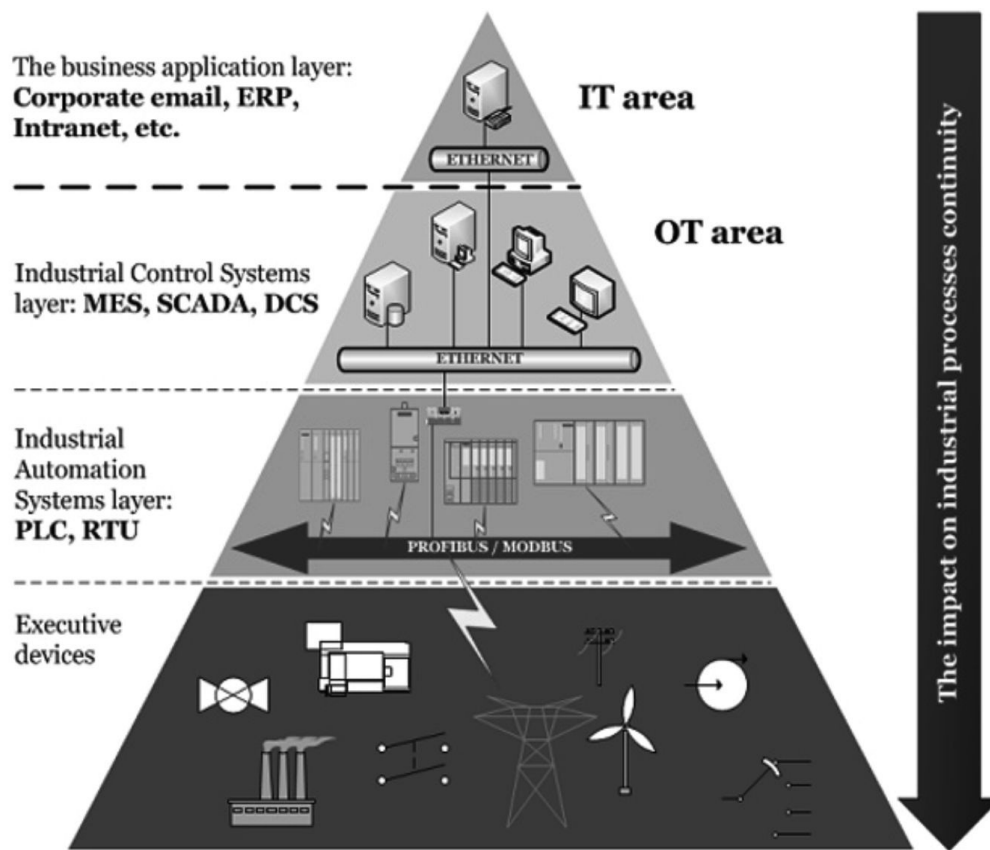 The business application layer:
Corporate email, ERP,
Intranet, etc.
IT area
ETHERNET
OT area
Industrial Control Systems
layer: MES, SCADA, DCS
ETHERNET
Industrial
Automation
Systems layer:
PLC, RTU
PROFIBUS / MODBUS
Executive
devices
The impact on industrial processes continuity